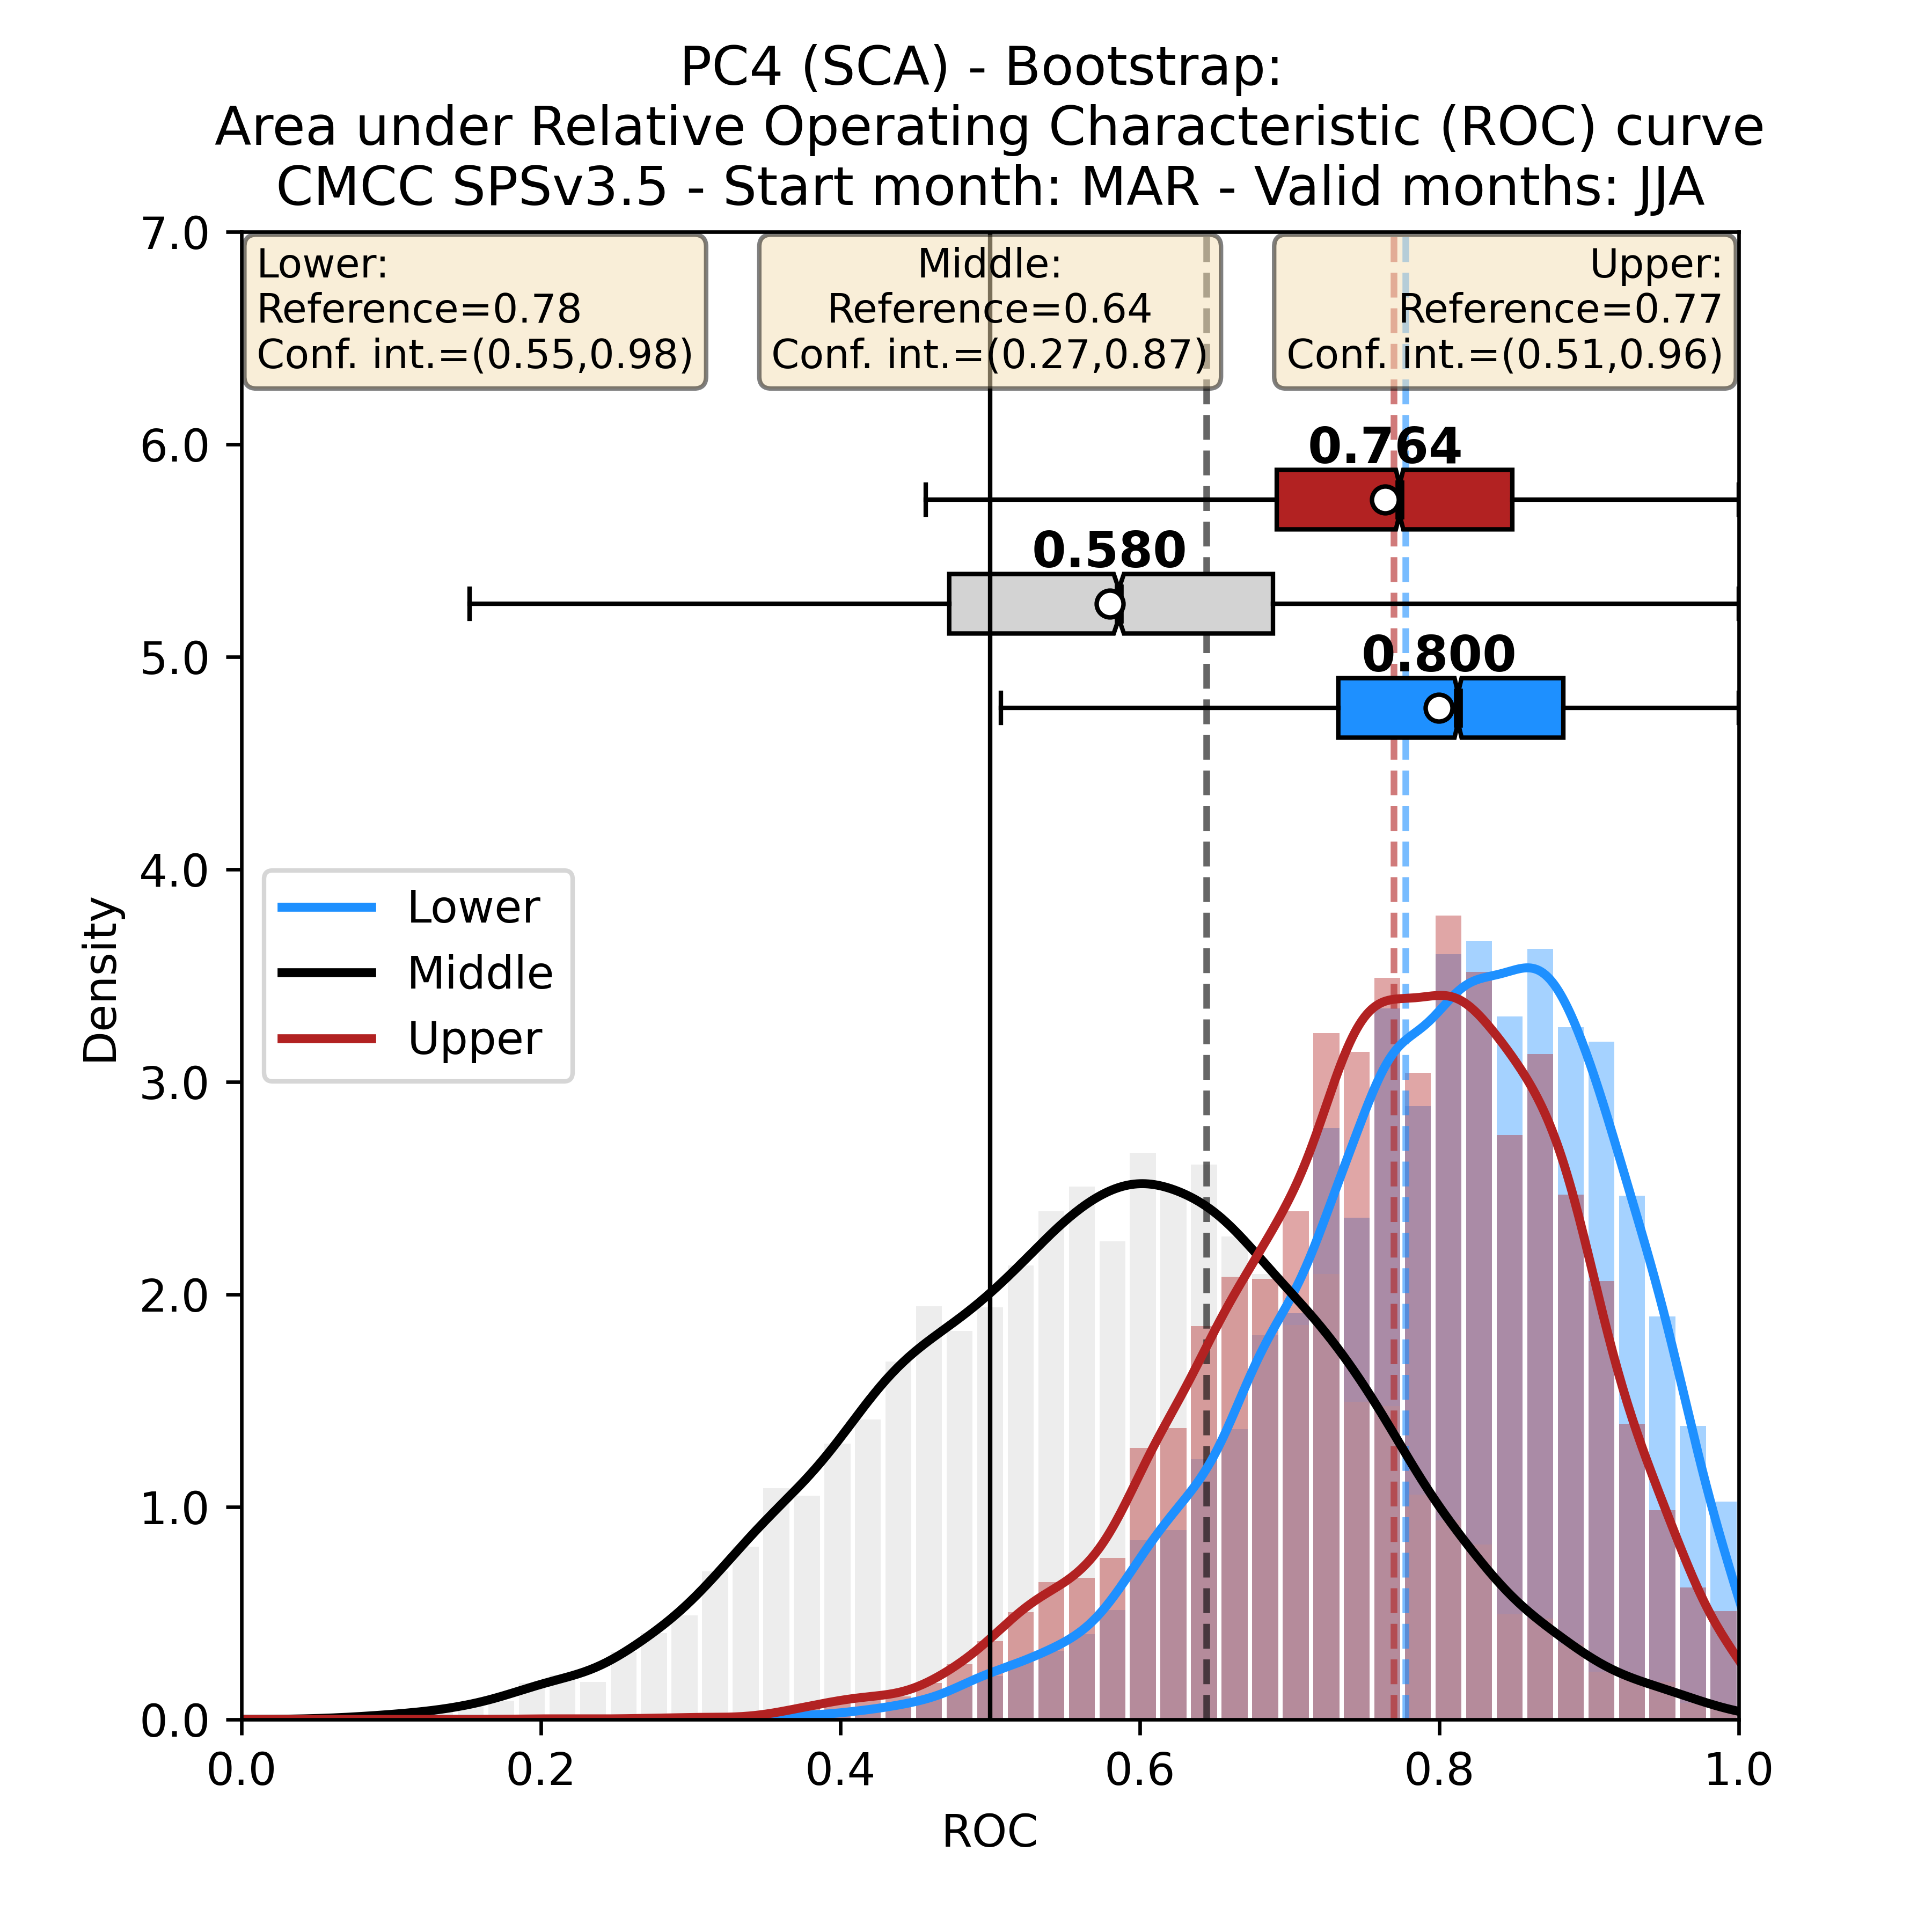 PC4 (SCA) - Bootstrap:
Area under Relative Operating Characteristic (ROC) curve
CMCC SPSv3.5 - Start month: MAR - Valid months: JJA
Lower:
Reference=0.78
Conf. int.=(0.55,0.98)
Middle:
Reference=0.64
Conf. int.=(0.27,0.87)
Upper:
Reference=0.77
Conf. int.=(0.51,0.96)
0.764
0.580
0.800
Lower
Middle
Upper
Density
7.0
6.0
5.0
4.0
3.0
2.0
1.0
0.0
0.0 0.2 0.4 0.6 0.8 1.0
ROC